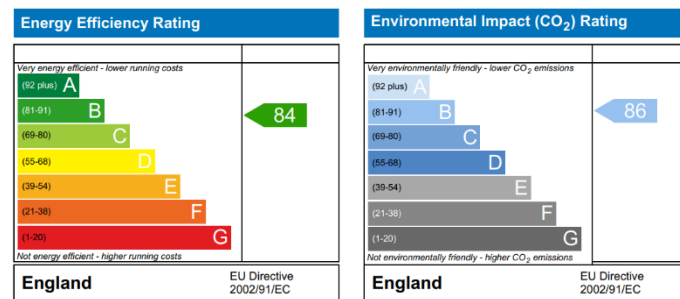 Energy Efficiency Rating
Very energy efficient - lower running costs
(92 plus) A
(81-91) B
84
(69-80) C
(55-68) D
(39-54) E
(21-38) F
(1-20) G
Not energy efficient - higher running costs
England
EU Directive
2002/91/EC
Environmental Impact (CO₂) Rating
Very environmentally friendly - lower CO₂ emissions
(92 plus) A
(81-91) B
86
(69-80) C
(55-68) D
(39-54) E
(21-38) F
(1-20) G
Not environmentally friendly - higher CO₂ emissions
England
EU Directive
2002/91/EC